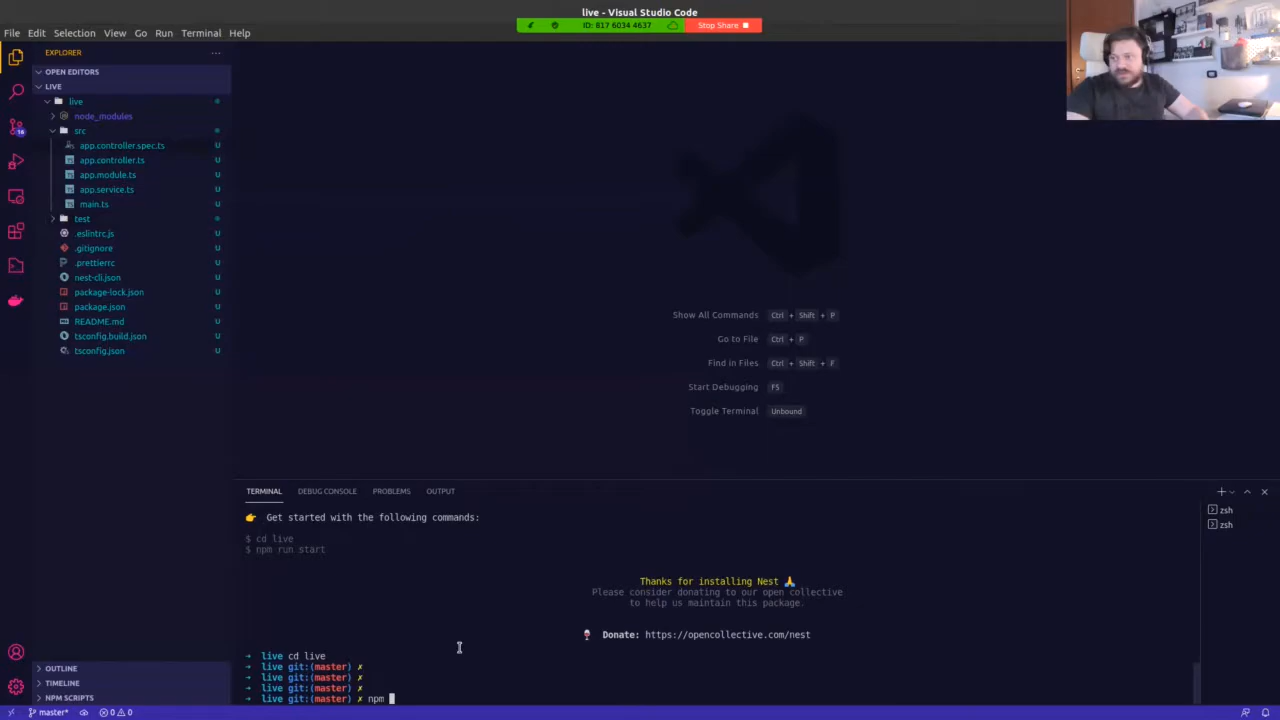 live - Visual Studio Code
ID: 817 6034 4637
Stop Share
File Edit Selection View Go Run Terminal Help
EXPLORER
OPEN EDITORS
LIVE
live
node_modules
src
app.controller.spec.ts U
app.controller.ts U
app.module.ts U
app.service.ts U
main.ts U
test
.eslintrc.js U
.gitignore U
.prettierrc U
nest-cli.json U
package-lock.json U
package.json U
README.md U
tsconfig.build.json U
tsconfig.json U
16
Show All Commands Ctrl + Shift + P
Go to File Ctrl + P
Find in Files Ctrl + Shift + F
Start Debugging F5
Toggle Terminal Unbound
TERMINAL DEBUG CONSOLE PROBLEMS OUTPUT
zsh
zsh
Get started with the following commands:
$ cd live
$ npm run start
Thanks for installing Nest 🙏
Please consider donating to our open collective
to help us maintain this package.
Donate: https://opencollective.com/nest
➜ live cd live
➜ live git:(master) ✗
➜ live git:(master) ✗
➜ live git:(master) ✗
➜ live git:(master) ✗ npm
OUTLINE
TIMELINE
NPM SCRIPTS
master* 0 0